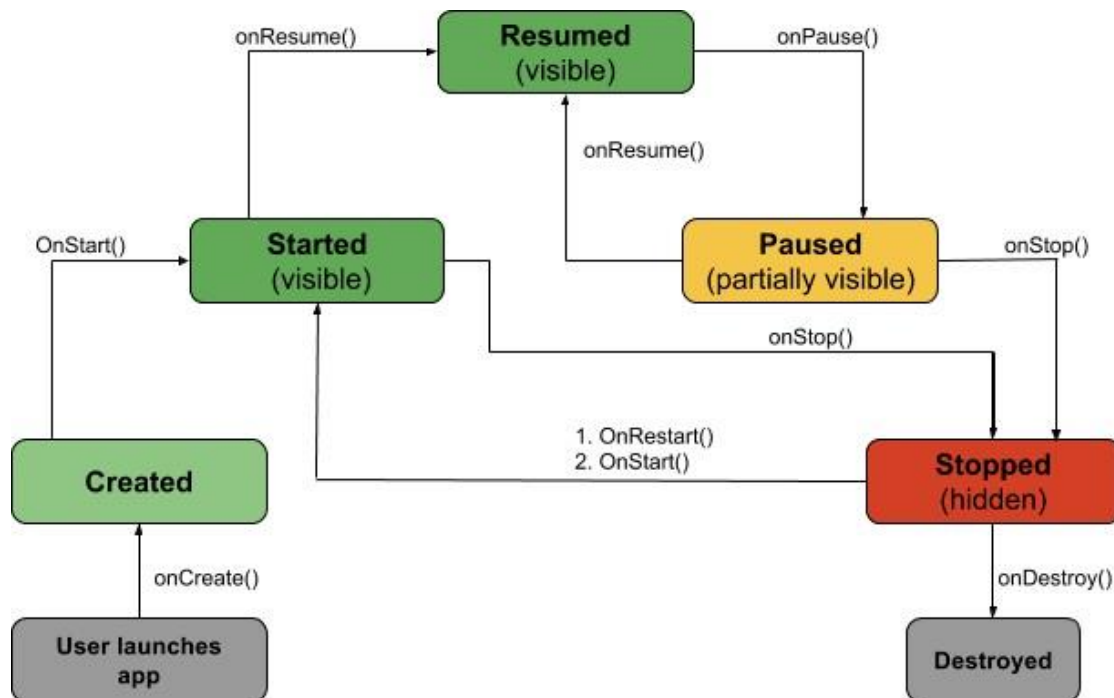 onResume()
Resumed
(visible)
onPause()
onResume()
OnStart()
Started
(visible)
Paused
(partially visible)
onStop()
onStop()
1. OnRestart()
2. OnStart()
Created
Stopped
(hidden)
onCreate()
onDestroy()
User launches
app
Destroyed